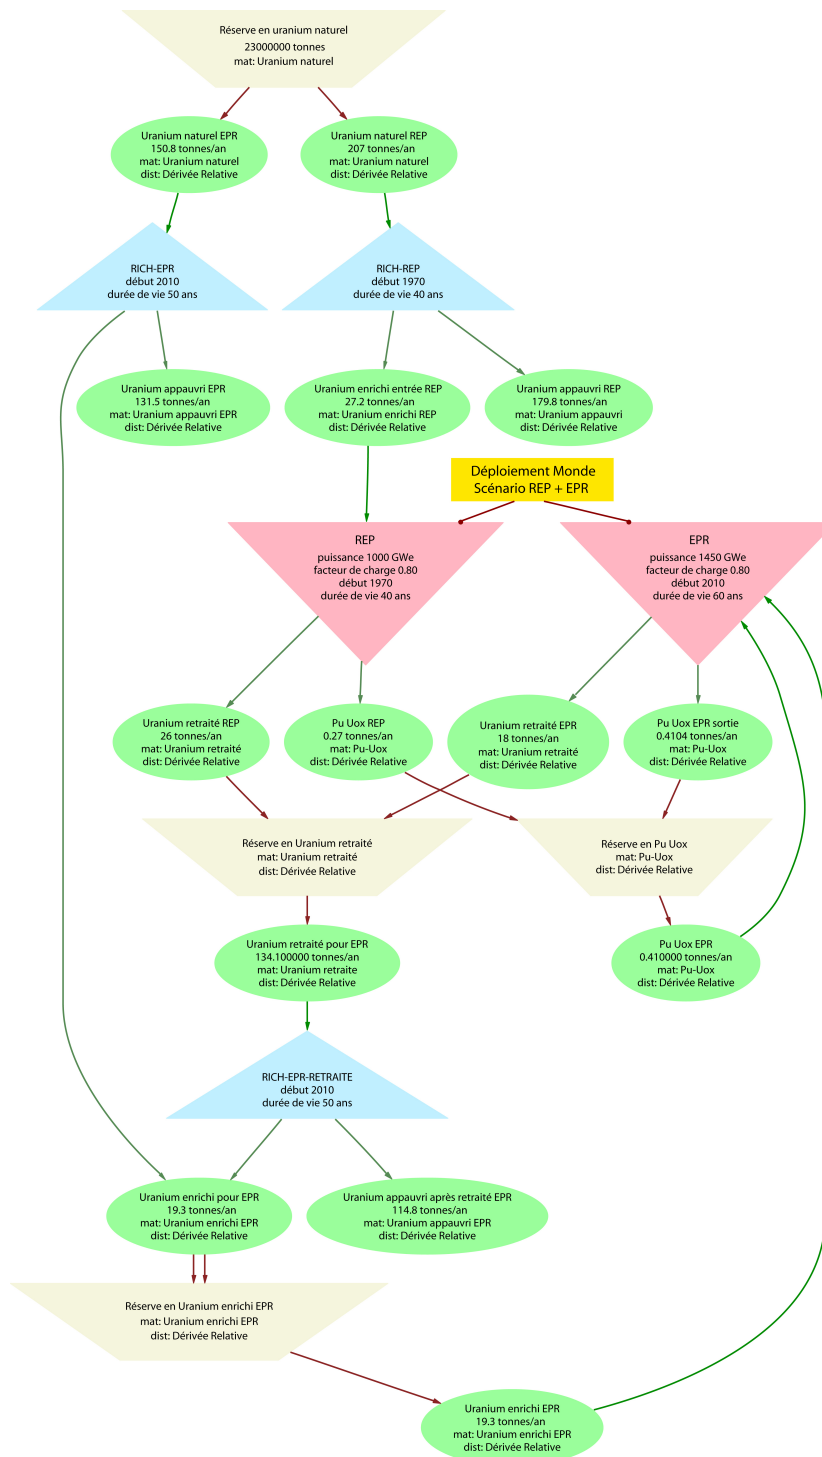 Réserve en uranium naturel
23000000 tonnes
mat: Uranium naturel
Uranium naturel EPR
150.8 tonnes/an
mat: Uranium naturel
dist: Dérivée Relative
Uranium naturel REP
207 tonnes/an
mat: Uranium naturel
dist: Dérivée Relative
RICH-EPR
début 2010
durée de vie 50 ans
RICH-REP
début 1970
durée de vie 40 ans
Uranium appauvri EPR
131.5 tonnes/an
mat: Uranium appauvri EPR
dist: Dérivée Relative
Uranium enrichi entrée REP
27.2 tonnes/an
mat: Uranium enrichi REP
dist: Dérivée Relative
Uranium appauvri REP
179.8 tonnes/an
mat: Uranium appauvri
dist: Dérivée Relative
Déploiement Monde
Scénario REP + EPR
REP
puissance 1000 GWe
facteur de charge 0.80
début 1970
durée de vie 40 ans
EPR
puissance 1450 GWe
facteur de charge 0.80
début 2010
durée de vie 60 ans
Uranium retraité REP
26 tonnes/an
mat: Uranium retraité
dist: Dérivée Relative
Pu Uox REP
0.27 tonnes/an
mat: Pu-Uox
dist: Dérivée Relative
Uranium retraité EPR
18 tonnes/an
mat: Uranium retraité
dist: Dérivée Relative
Pu Uox EPR sortie
0.4104 tonnes/an
mat: Pu-Uox
dist: Dérivée Relative
Réserve en Uranium retraité
mat: Uranium retraité
dist: Dérivée Relative
Réserve en Pu Uox
mat: Pu-Uox
dist: Dérivée Relative
Uranium retraité pour EPR
134.100000 tonnes/an
mat: Uranium retraite
dist: Dérivée Relative
Pu Uox EPR
0.410000 tonnes/an
mat: Pu-Uox
dist: Dérivée Relative
RICH-EPR-RETRAITE
début 2010
durée de vie 50 ans
Uranium enrichi pour EPR
19.3 tonnes/an
mat: Uranium enrichi EPR
dist: Dérivée Relative
Uranium appauvri après retraité EPR
114.8 tonnes/an
mat: Uranium appauvri EPR
dist: Dérivée Relative
Réserve en Uranium enrichi EPR
mat: Uranium enrichi EPR
dist: Dérivée Relative
Uranium enrichi EPR
19.3 tonnes/an
mat: Uranium enrichi EPR
dist: Dérivée Relative